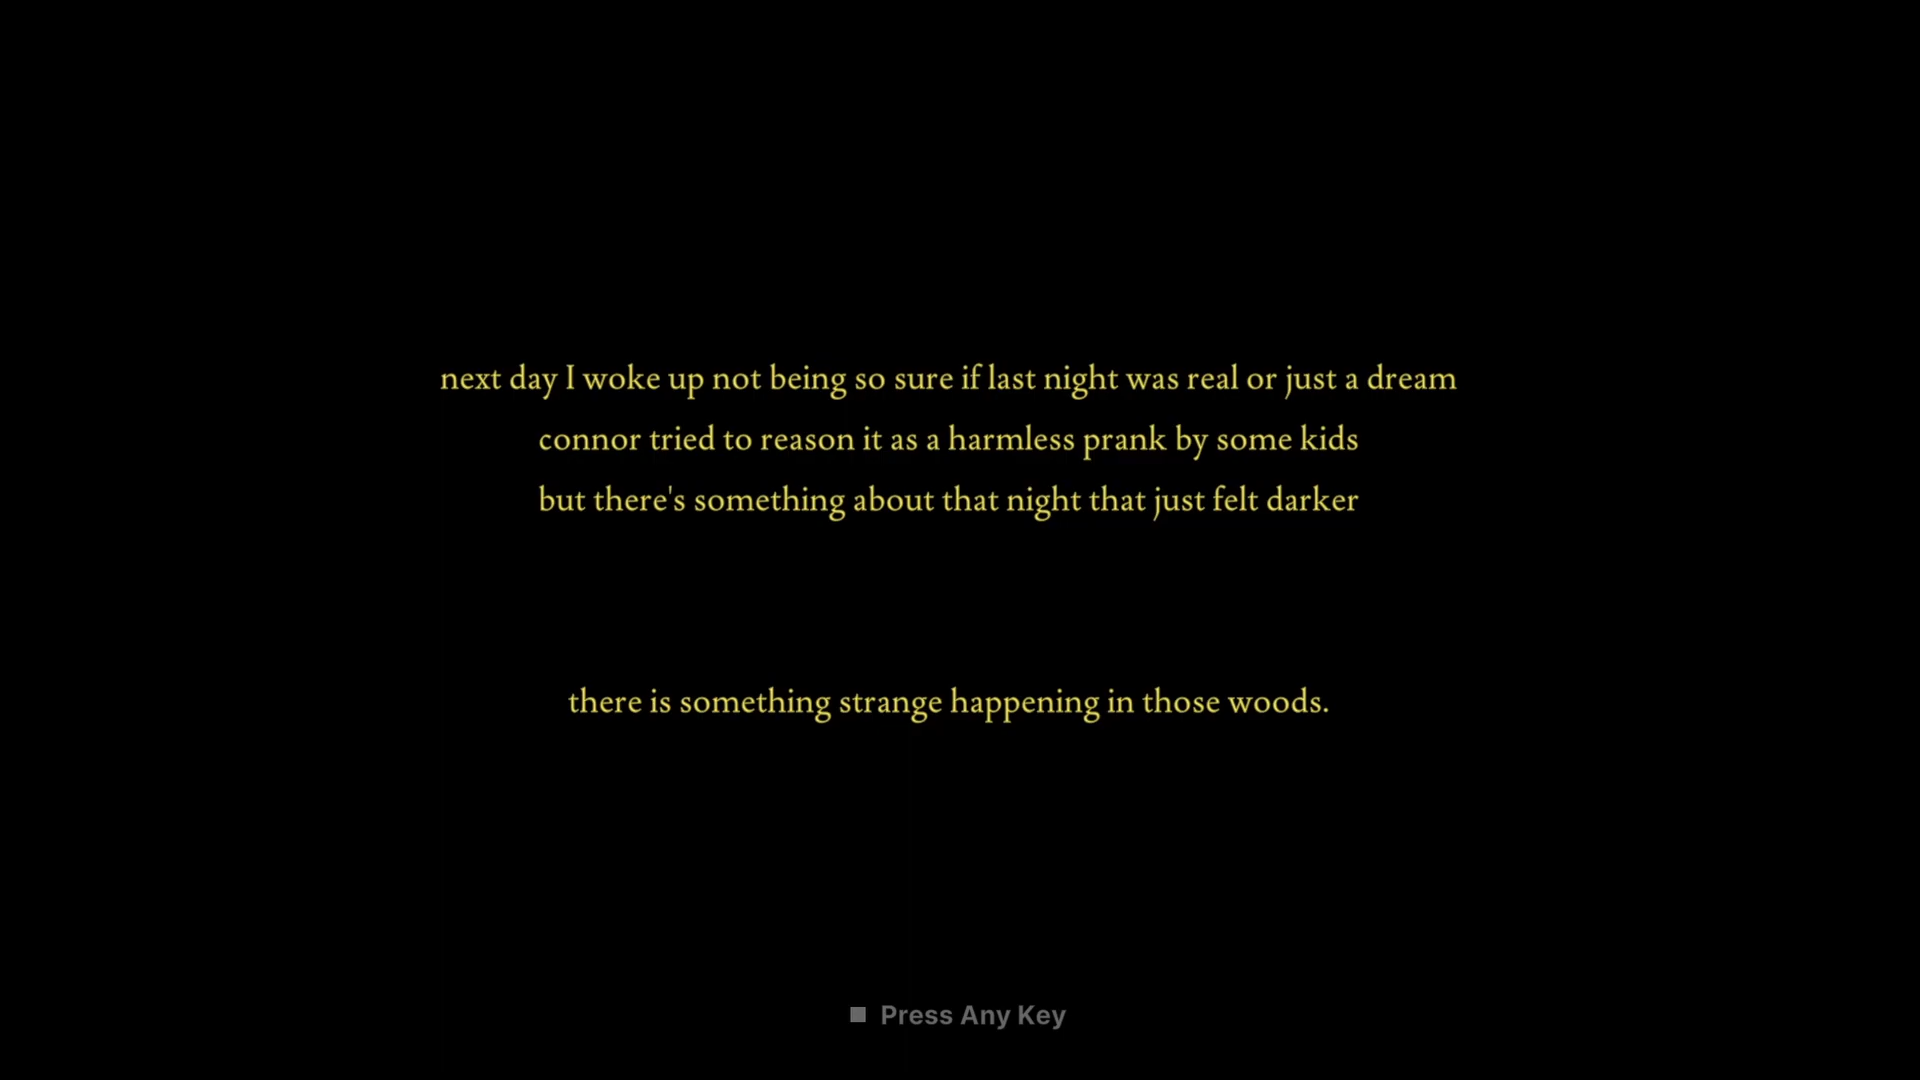 next day I woke up not being so sure if last night was real or just a dream
connor tried to reason it as a harmless prank by some kids
but there's something about that night that just felt darker
there is something strange happening in those woods.
Press Any Key